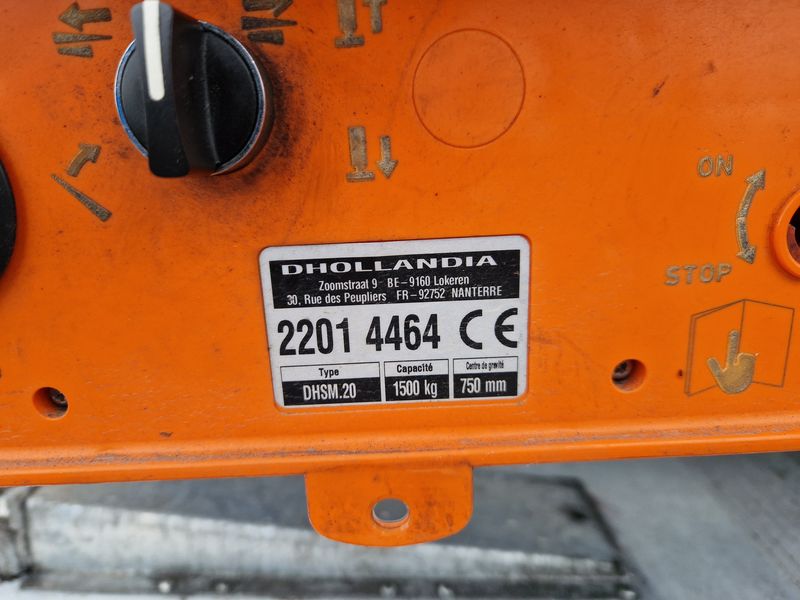 ON
STOP
DHOLLANDIA
Zoomstraat 9 BE-9160 Lokeren
30, Rue des Peupliers FR-92752 NANTERRE
2201 4464 CE
Type Capacité Centre de gravité
DHSM.20 1500 kg 750 mm